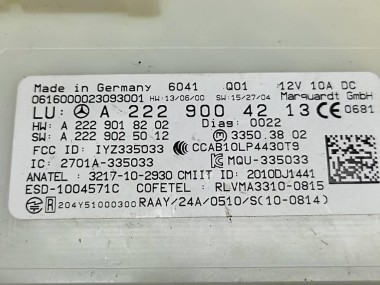 Made in Germany 6041 Q01 12V 10A DC
0616000023093001 HW:13/06/00 SW:15/27/04 Marquardt GmbH
LU: A 222 900 42 13 CE 0681
HW: A 222 901 82 02 Diag: 0022
SW: A 222 902 50 12 M 3350.3802
FCC ID: IYZ335033 CCAB10LP4430T9
IC: 2701A-335033 MQU-335033
ANATEL: 3217-10-2930 CMIIT ID: 2010DJ1441
ESD-1004571C COFETEL: RLVMA3310-0815
R 204Y51000300 RAAY/24A/0510/S(10-0814)